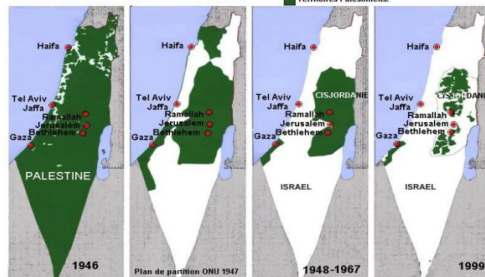 Territoires Palestiniens.
Haifa
Tel Aviv
Jaffa
Ramallah
Jerusalem
Bethlehem
Gaza
PALESTINE
1946
Haifa
Tel Aviv
Jaffa
Ramallah
Jerusalem
Bethlehem
Gaza
Plan de partition ONU 1947
Haifa
CISJORDANIE
Tel Aviv
Jaffa
Ramallah
Jerusalem
Bethlehem
Gaza
ISRAEL
1948-1967
Haifa
Tel Aviv
Jaffa
Ramallah
Jerusalem
Bethlehem
Gaza
ISRAEL
1999